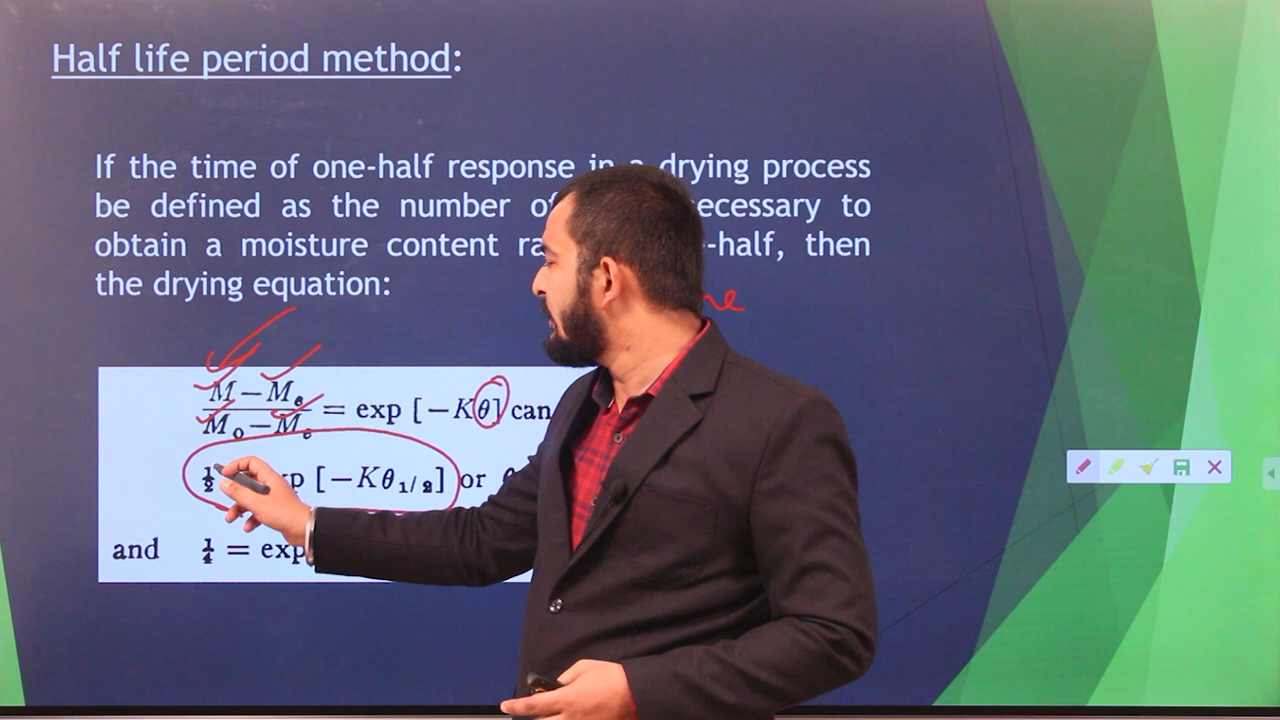 Half life period method:
If the time of one-half response in a drying process
be defined as the number of ecessary to
obtain a moisture content ra -half, then
the drying equation:
M – Mₑ / M₀ – Mₑ = exp [–Kθ] can
½ exp [–Kθ₁/₂] or
and ¼ = exp